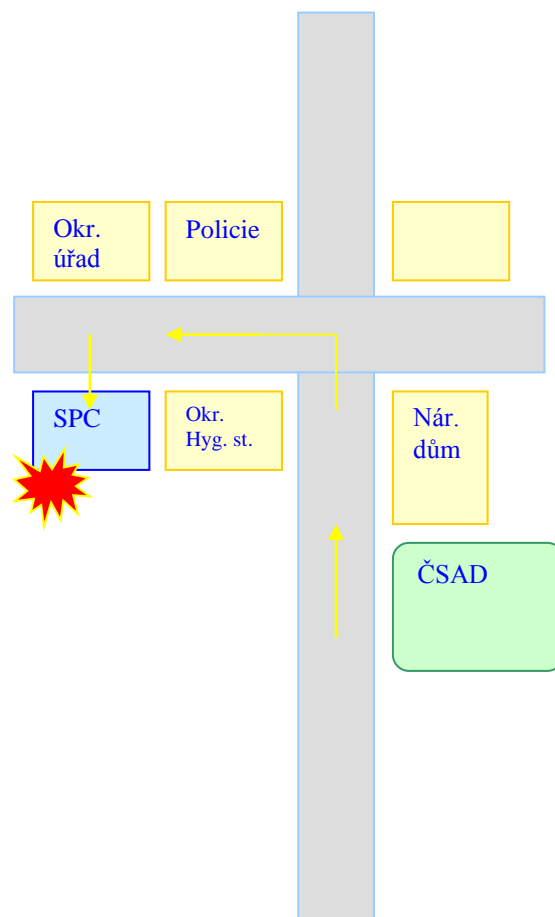 Okr.
úřad
Policie
SPC
Okr.
Hyg. st.
Nár.
dům
ČSAD